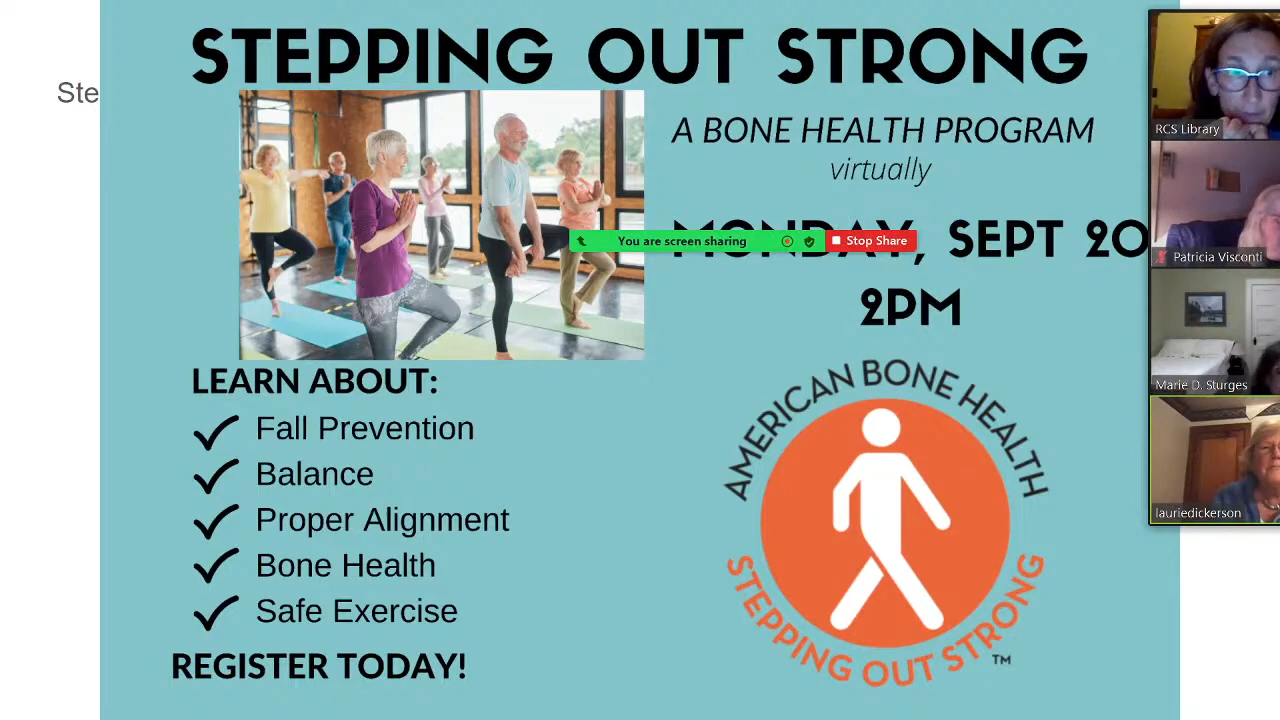 STEPPING OUT STRONG
Ste
A BONE HEALTH PROGRAM
virtually
MONDAY, SEPT 20
You are screen sharing
Stop Share
2PM
LEARN ABOUT:
Fall Prevention
Balance
Proper Alignment
Bone Health
Safe Exercise
REGISTER TODAY!
AMERICAN BONE HEALTH
STEPPING OUT STRONG
TM
RCS Library
Patricia Visconti
Marie D. Sturges
lauriedickerson